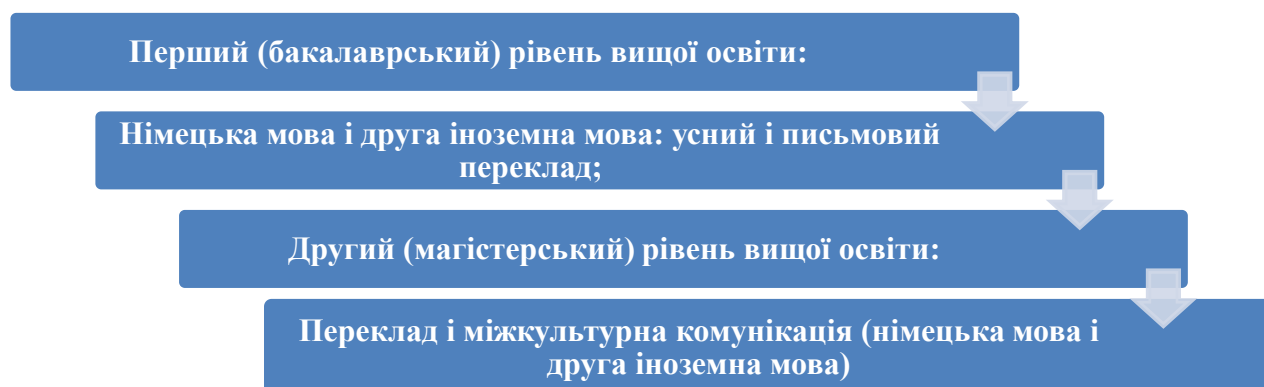 Перший (бакалаврський) рівень вищої освіти:
Німецька мова і друга іноземна мова: усний і письмовий
переклад;
Другий (магістерський) рівень вищої освіти:
Переклад і міжкультурна комунікація (німецька мова і
друга іноземна мова)